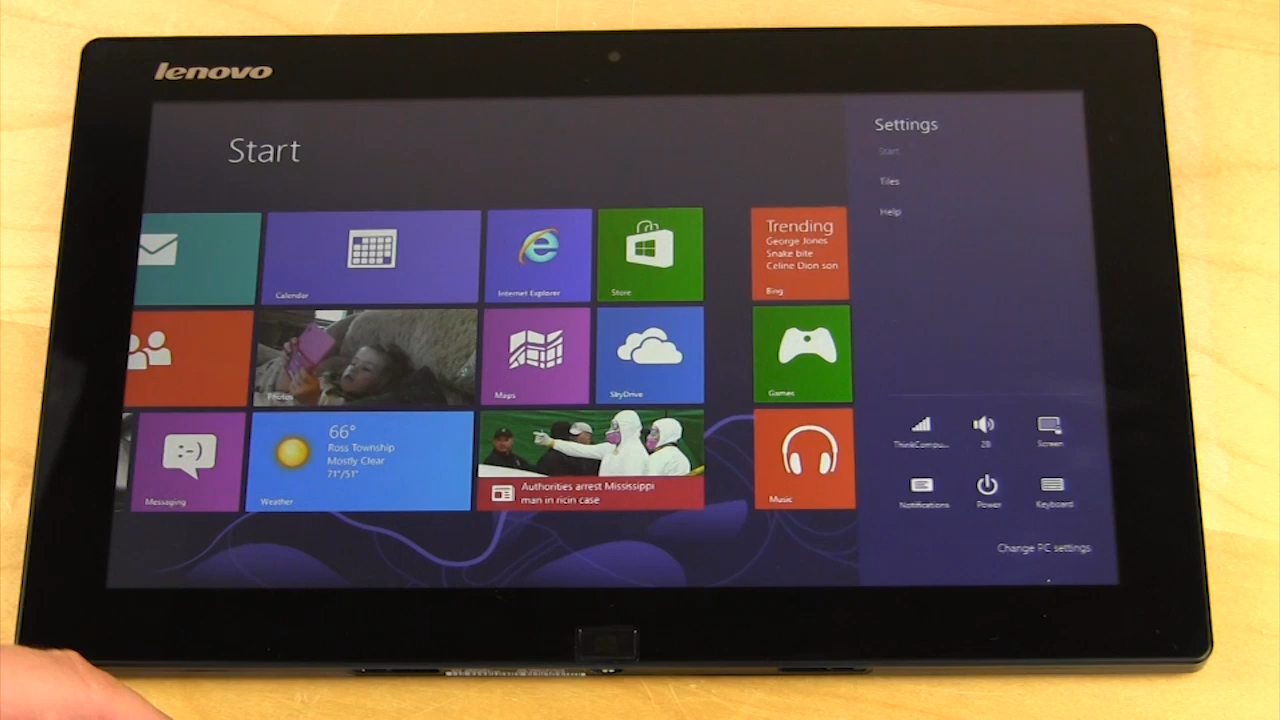 lenovo
Start
Calendar
Internet Explorer
Store
Trending
George Jones
Snake bite
Celine Dion son
Bing
Photos
Maps
SkyDrive
Games
Messaging
66°
Ross Township
Mostly Clear
71°/51°
Weather
Authorities arrest Mississippi
man in ricin case
Music
Settings
Start
Tiles
Help
ThinkCompu...
28
Screen
Notifications
Power
Keyboard
Change PC settings